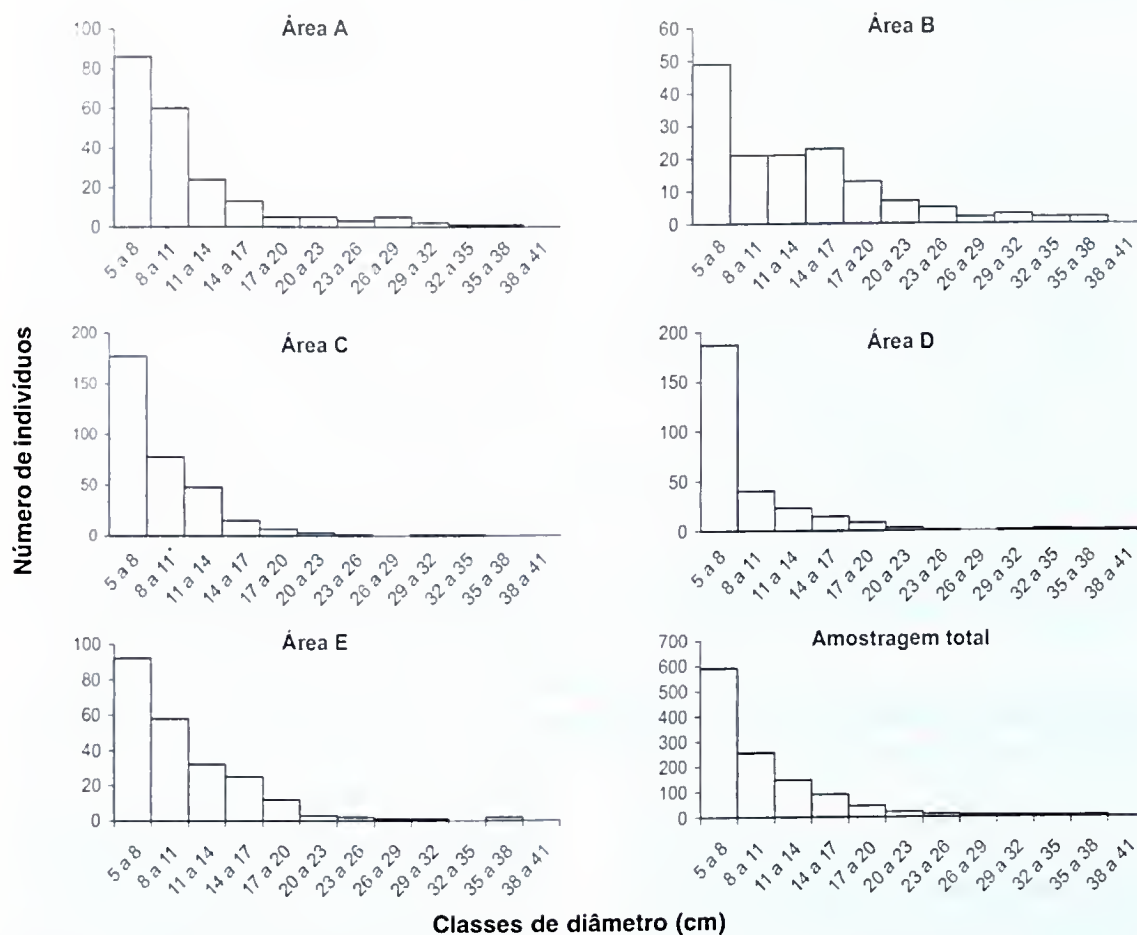 Área A
100
80
60
40
20
0
5 a 8
8 a 11
11 a 14
14 a 17
17 a 20
20 a 23
23 a 26
26 a 29
29 a 32
32 a 35
35 a 38
38 a 41
Área B
60
50
40
30
20
10
0
5 a 8
8 a 11
11 a 14
14 a 17
17 a 20
20 a 23
23 a 26
26 a 29
29 a 32
32 a 35
35 a 38
38 a 41
Número de indivíduos
Área C
200
150
100
50
0
5 a 8
8 a 11
11 a 14
14 a 17
17 a 20
20 a 23
23 a 26
26 a 29
29 a 32
32 a 35
35 a 38
38 a 41
Área D
200
150
100
50
0
5 a 8
8 a 11
11 a 14
14 a 17
17 a 20
20 a 23
23 a 26
26 a 29
29 a 32
32 a 35
35 a 38
38 a 41
Área E
100
80
60
40
20
0
5 a 8
8 a 11
11 a 14
14 a 17
17 a 20
20 a 23
23 a 26
26 a 29
29 a 32
32 a 35
35 a 38
38 a 41
Amostragem total
700
600
500
400
300
200
100
0
5 a 8
8 a 11
11 a 14
14 a 17
17 a 20
20 a 23
23 a 26
26 a 29
29 a 32
32 a 35
35 a 38
38 a 41
Classes de diâmetro (cm)